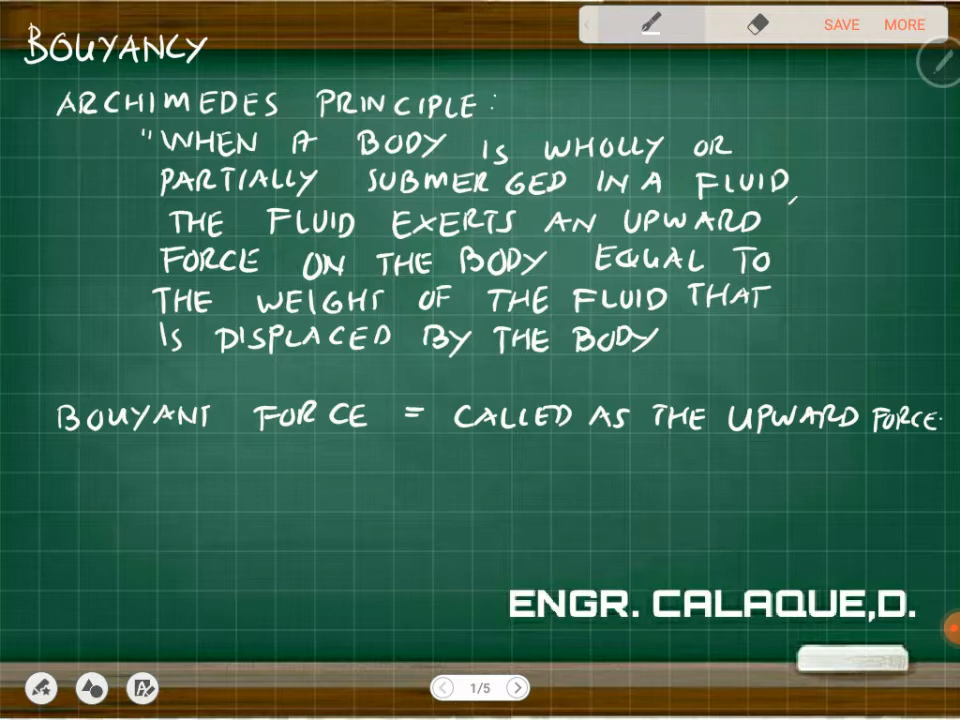 SAVE MORE
BOUYANCY
ARCHIMEDES PRINCIPLE:
"WHEN A BODY IS WHOLLY OR
PARTIALLY SUBMERGED IN A FLUID,
THE FLUID EXERTS AN UPWARD
FORCE ON THE BODY EQUAL TO
THE WEIGHT OF THE FLUID THAT
IS DISPLACED BY THE BODY
BOUYANT FORCE = CALLED AS THE UPWARD FORCE.
ENGR. CALAQUE,D.
1/5